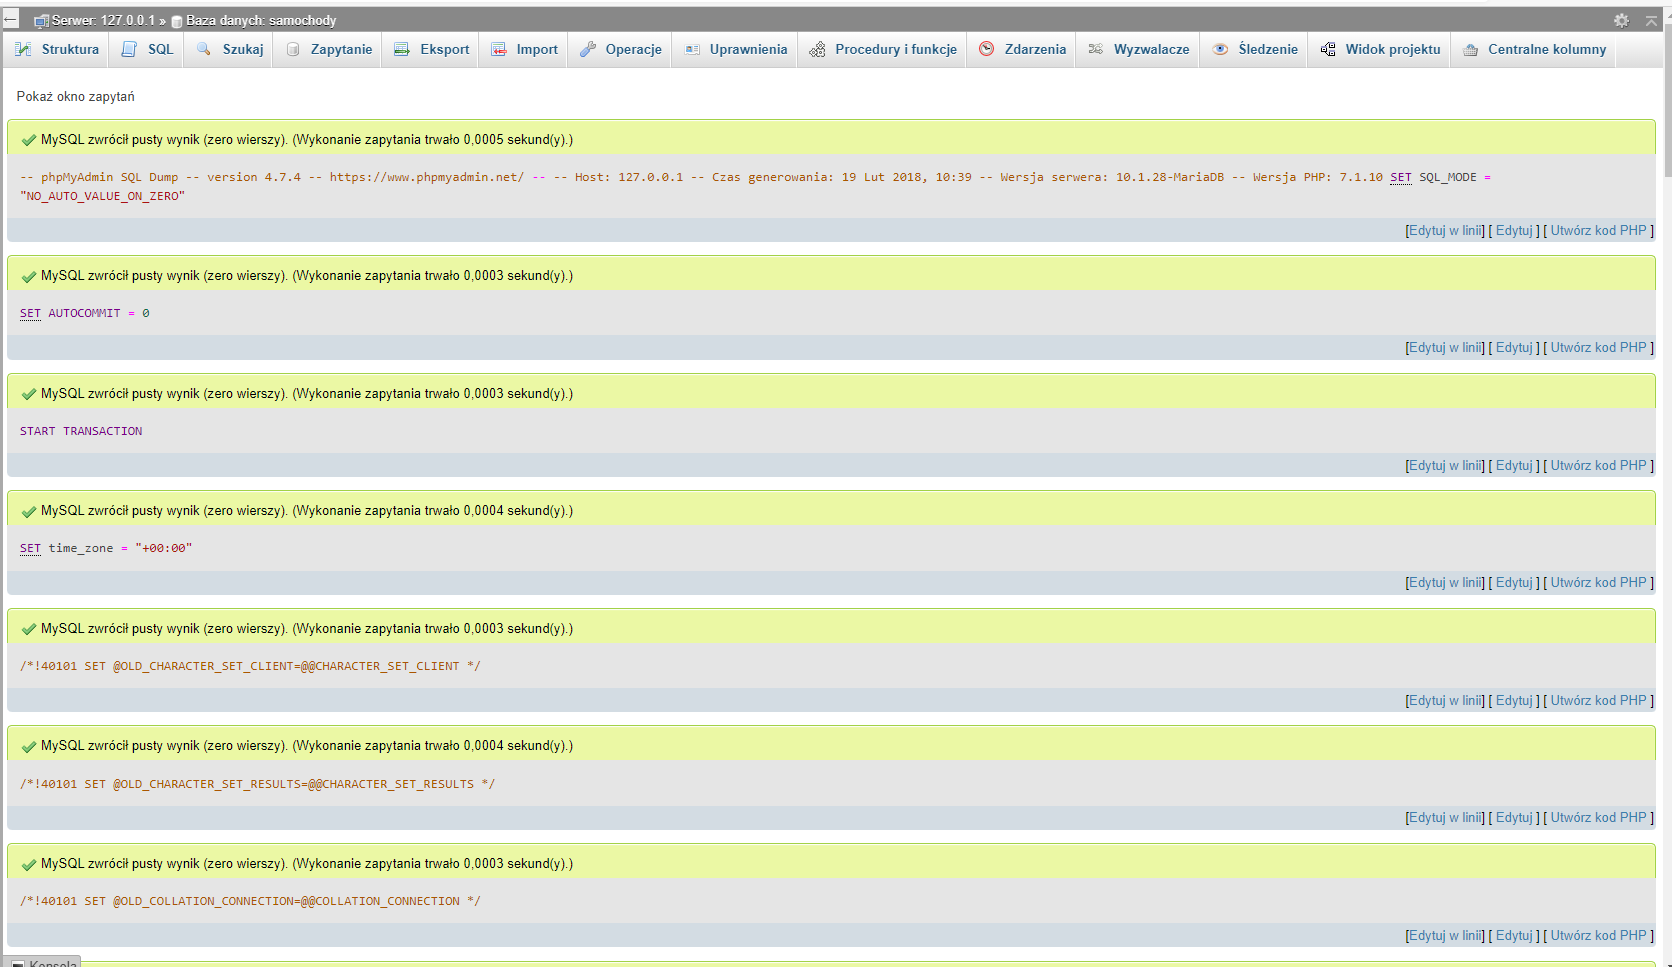 Serwer: 127.0.0.1 » Baza danych: samochody
Struktura SQL Szukaj Zapytanie Eksport Import Operacje Uprawnienia Procedury i funkcje Zdarzenia Wyzwalacze Śledzenie Widok projektu Centralne kolumny
Pokaż okno zapytań
MySQL zwrócił pusty wynik (zero wierszy). (Wykonanie zapytania trwało 0,0005 sekund(y).)
-- phpMyAdmin SQL Dump -- version 4.7.4 -- https://www.phpmyadmin.net/ -- -- Host: 127.0.0.1 -- Czas generowania: 19 Lut 2018, 10:39 -- Wersja serwera: 10.1.28-MariaDB -- Wersja PHP: 7.1.10 SET SQL_MODE =
"NO_AUTO_VALUE_ON_ZERO"
[Edytuj w linii] [ Edytuj ] [ Utwórz kod PHP ]
MySQL zwrócił pusty wynik (zero wierszy). (Wykonanie zapytania trwało 0,0003 sekund(y).)
SET AUTOCOMMIT = 0
[Edytuj w linii] [ Edytuj ] [ Utwórz kod PHP ]
MySQL zwrócił pusty wynik (zero wierszy). (Wykonanie zapytania trwało 0,0003 sekund(y).)
START TRANSACTION
[Edytuj w linii] [ Edytuj ] [ Utwórz kod PHP ]
MySQL zwrócił pusty wynik (zero wierszy). (Wykonanie zapytania trwało 0,0004 sekund(y).)
SET time_zone = "+00:00"
[Edytuj w linii] [ Edytuj ] [ Utwórz kod PHP ]
MySQL zwrócił pusty wynik (zero wierszy). (Wykonanie zapytania trwało 0,0003 sekund(y).)
/*!40101 SET @OLD_CHARACTER_SET_CLIENT=@@CHARACTER_SET_CLIENT */
[Edytuj w linii] [ Edytuj ] [ Utwórz kod PHP ]
MySQL zwrócił pusty wynik (zero wierszy). (Wykonanie zapytania trwało 0,0004 sekund(y).)
/*!40101 SET @OLD_CHARACTER_SET_RESULTS=@@CHARACTER_SET_RESULTS */
[Edytuj w linii] [ Edytuj ] [ Utwórz kod PHP ]
MySQL zwrócił pusty wynik (zero wierszy). (Wykonanie zapytania trwało 0,0003 sekund(y).)
/*!40101 SET @OLD_COLLATION_CONNECTION=@@COLLATION_CONNECTION */
[Edytuj w linii] [ Edytuj ] [ Utwórz kod PHP ]
Konsola